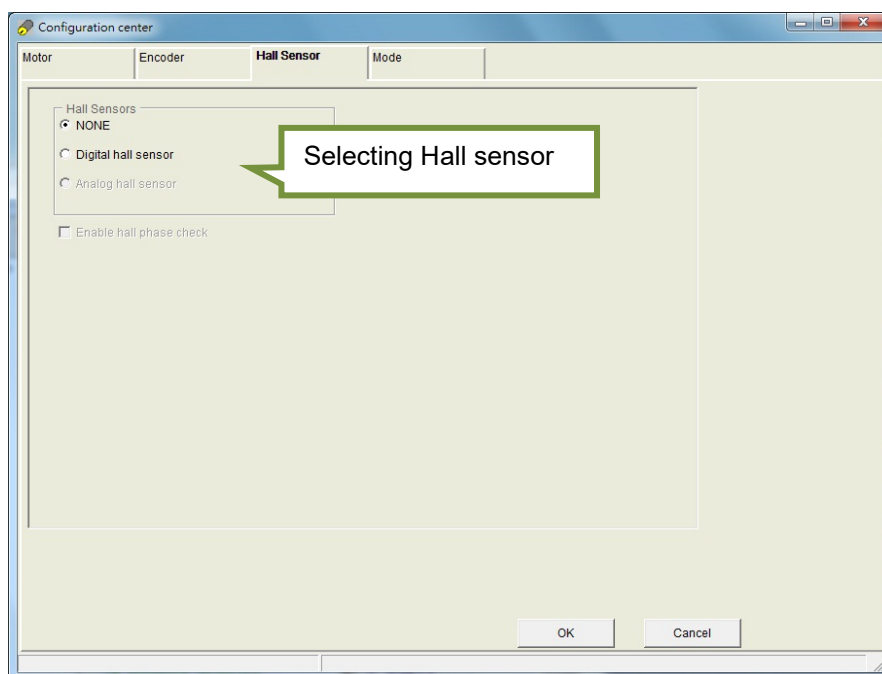 Configuration center
Motor Encoder Hall Sensor Mode
Hall Sensors
NONE
Digital hall sensor
Selecting Hall sensor
Analog hall sensor
Enable hall phase check
OK Cancel